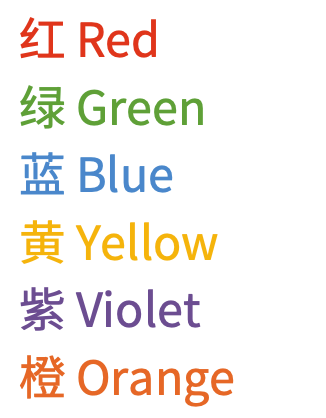 红 Red
绿 Green
蓝 Blue
黄 Yellow
紫 Violet
橙 Orange